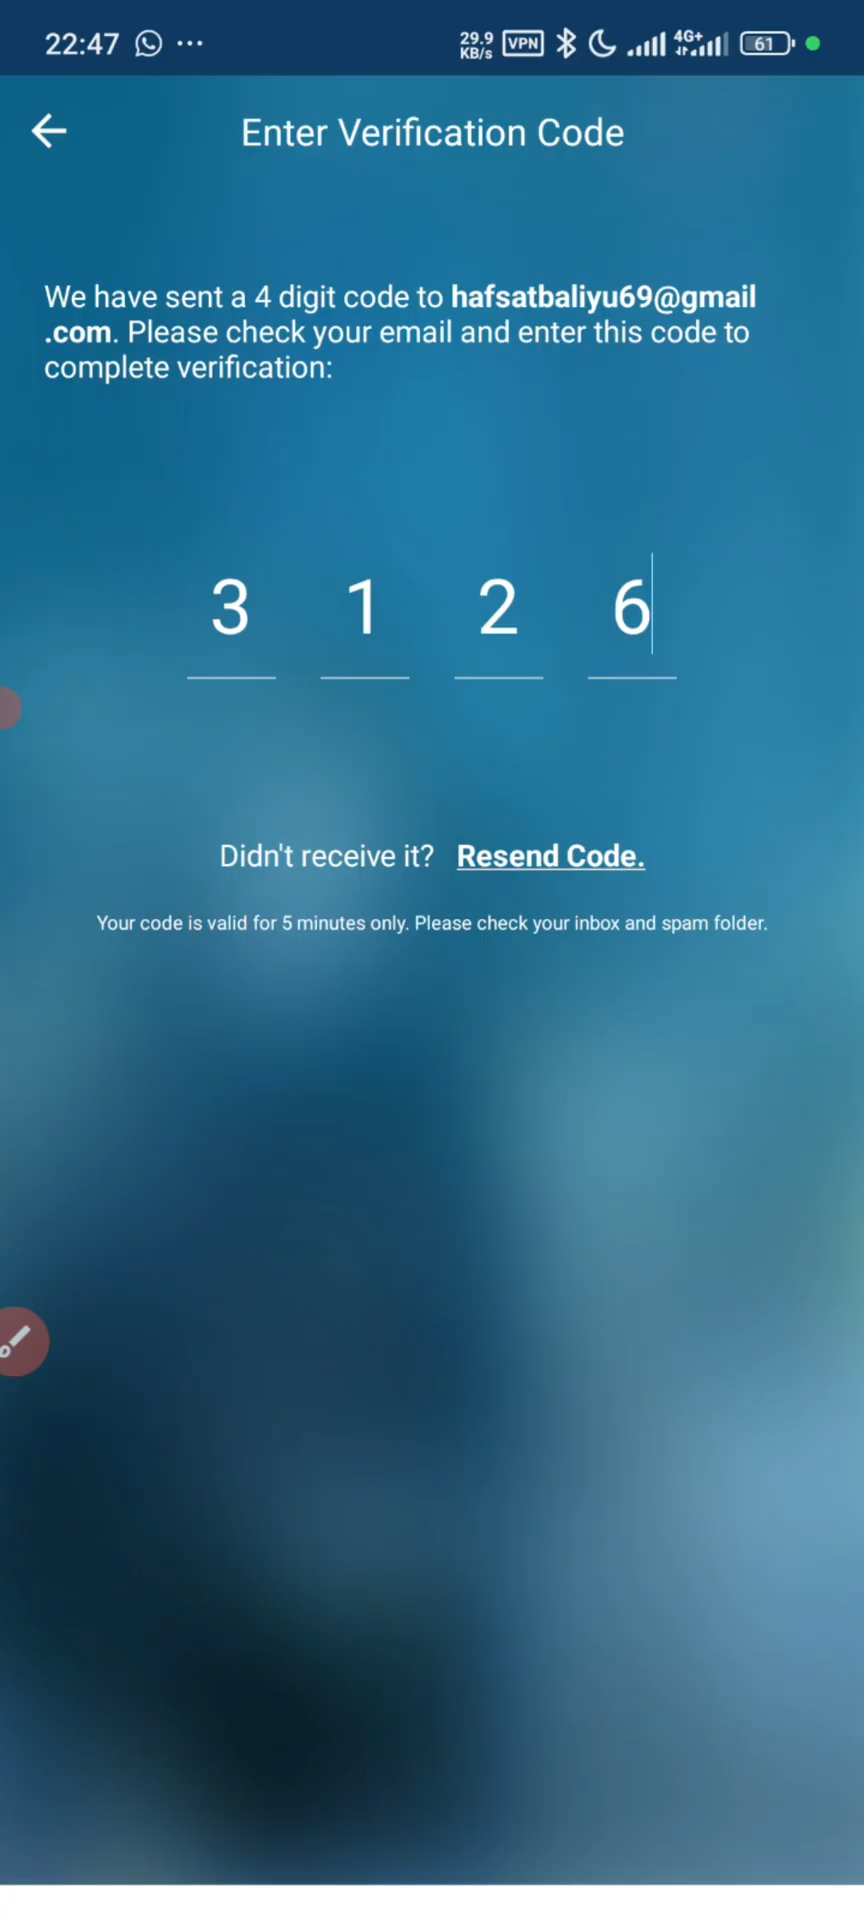 22:47 ... 29.9 KB/s VPN 4G+ 61
Enter Verification Code
We have sent a 4 digit code to hafsatbaliyu69@gmail
.com. Please check your email and enter this code to
complete verification:
3 1 2 6
Didn't receive it? Resend Code.
Your code is valid for 5 minutes only. Please check your inbox and spam folder.